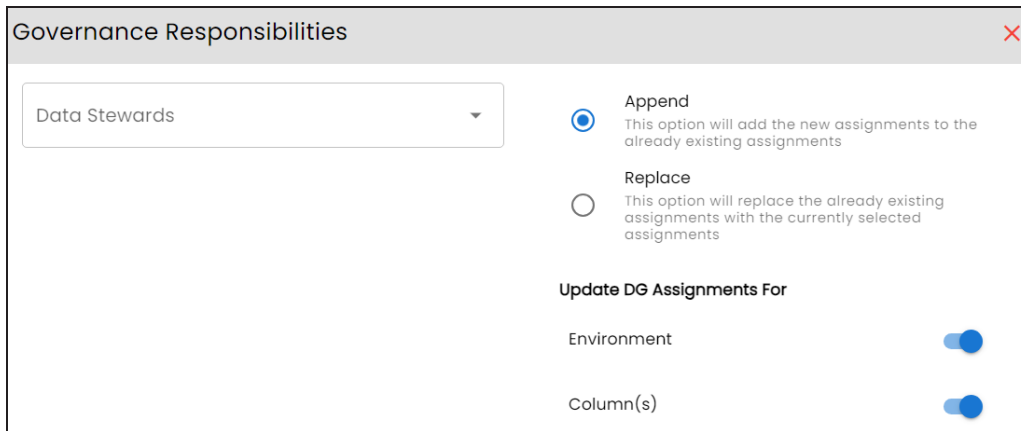 Governance Responsibilities
Data Stewards
Append
This option will add the new assignments to the
already existing assignments
Replace
This option will replace the already existing
assignments with the currently selected
assignments
Update DG Assignments For
Environment
Column(s)